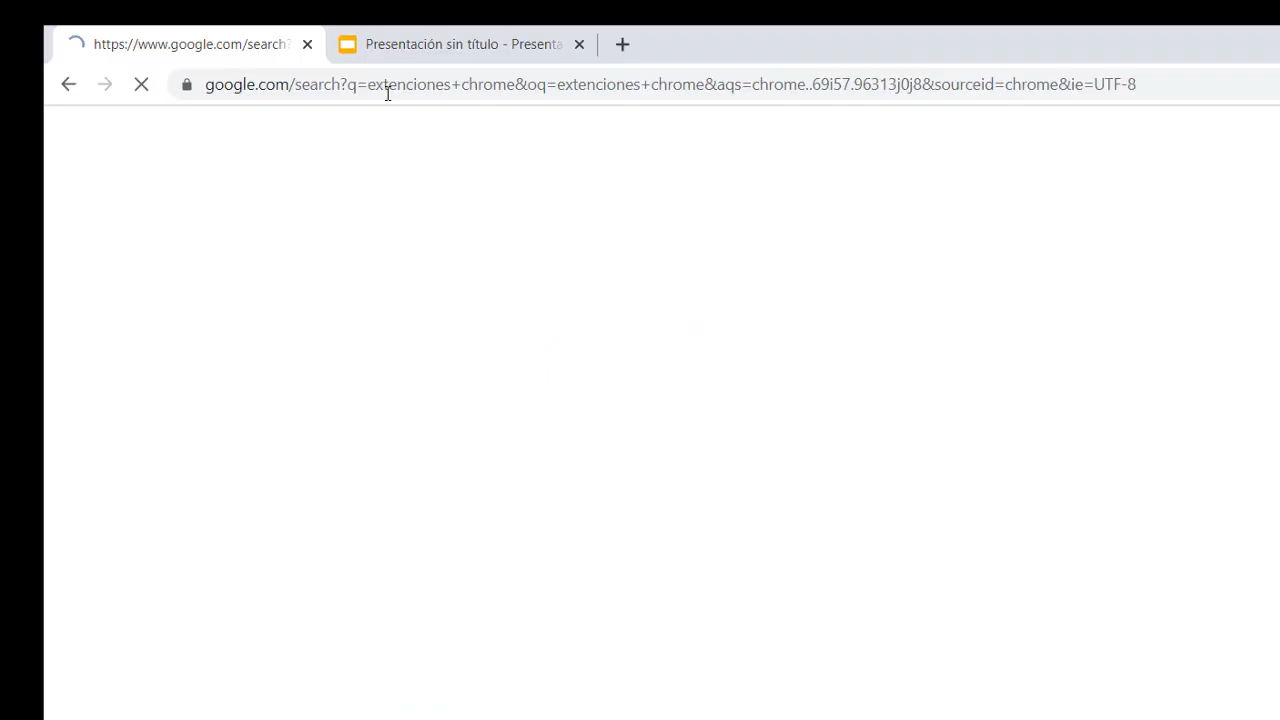 https://www.google.com/search?
Presentación sin título - Presenta
google.com/search?q=extenciones+chrome&oq=extenciones+chrome&aqs=chrome..69i57.96313j0j8&sourceid=chrome&ie=UTF-8